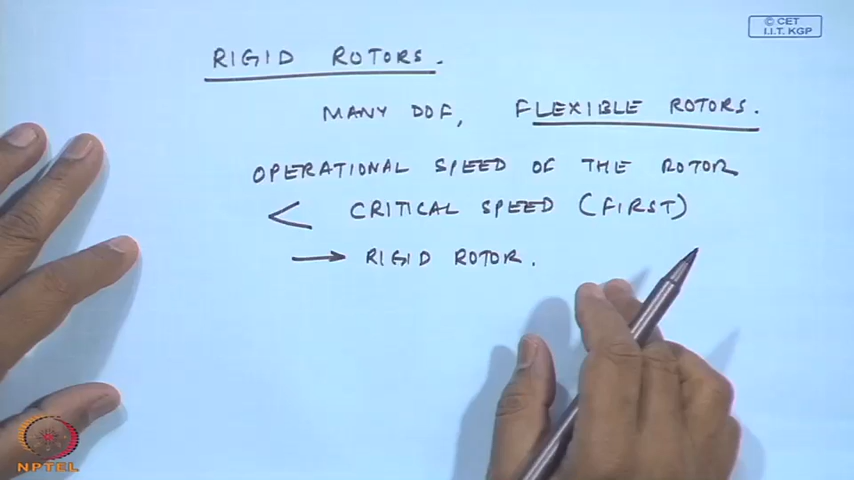 © CET
I.I.T. KGP
RIGID ROTORS.
MANY DOF, FLEXIBLE ROTORS.
OPERATIONAL SPEED OF THE ROTOR
< CRITICAL SPEED (FIRST)
→ RIGID ROTOR.
NPTEL